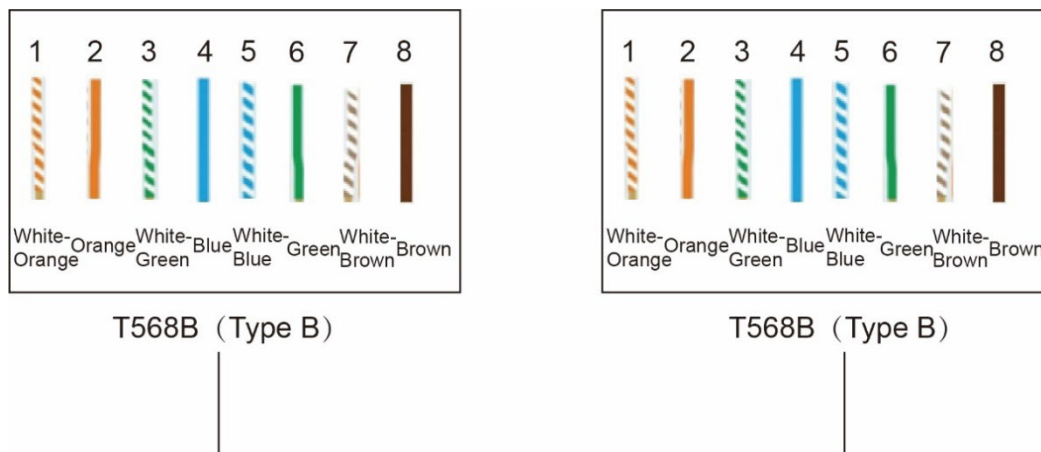 1 2 3 4 5 6 7 8
White-Orange Orange White-Green Blue White-Blue Green White-Brown Brown
T568B（Type B）
1 2 3 4 5 6 7 8
White-Orange Orange White-Green Blue White-Blue Green White-Brown Brown
T568B（Type B）